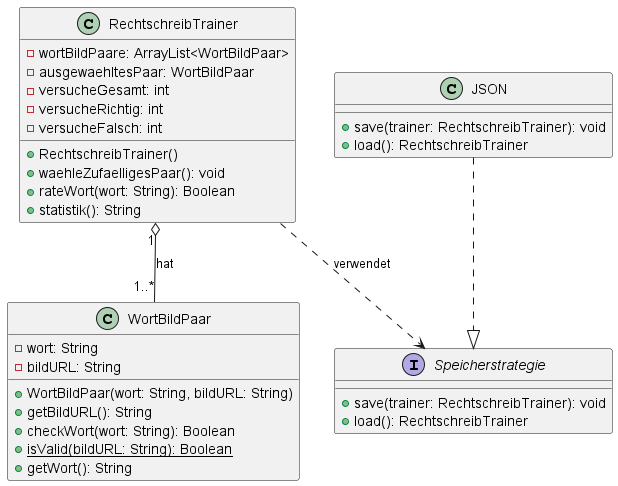 C RechtschreibTrainer
wortBildPaare: ArrayList<WortBildPaar>
ausgewaehltesPaar: WortBildPaar
versucheGesamt: int
versucheRichtig: int
versucheFalsch: int
RechtschreibTrainer()
waehleZufaelligesPaar(): void
rateWort(wort: String): Boolean
statistik(): String
C JSON
save(trainer: RechtschreibTrainer): void
load(): RechtschreibTrainer
1
hat
1..*
verwendet
C WortBildPaar
wort: String
bildURL: String
WortBildPaar(wort: String, bildURL: String)
getBildURL(): String
checkWort(wort: String): Boolean
isValid(bildURL: String): Boolean
getWort(): String
I Speicherstrategie
save(trainer: RechtschreibTrainer): void
load(): RechtschreibTrainer